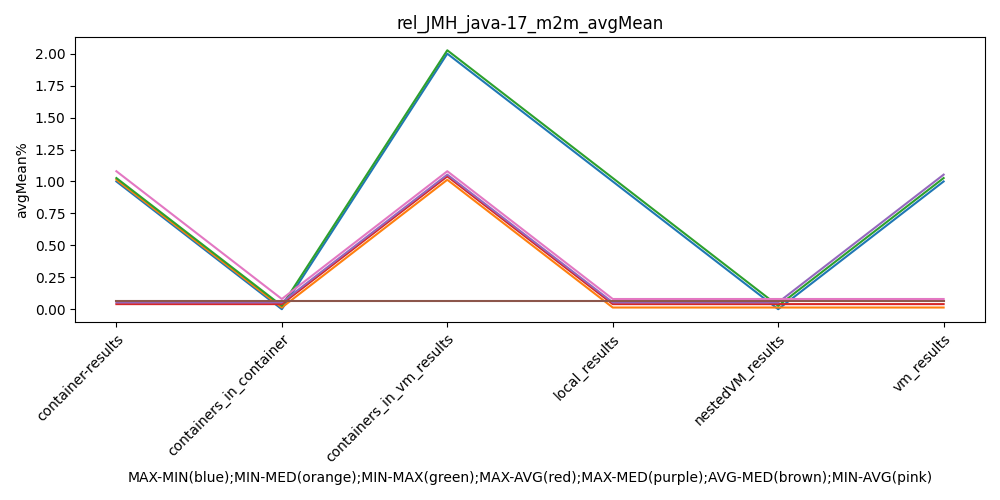 rel_JMH_java-17_m2m_avgMean
avgMean%
2.00
1.75
1.50
1.25
1.00
0.75
0.50
0.25
0.00
container-results
containers_in_container
containers_in_vm_results
local_results
nestedVM_results
vm_results
MAX-MIN(blue);MIN-MED(orange);MIN-MAX(green);MAX-AVG(red);MAX-MED(purple);AVG-MED(brown);MIN-AVG(pink)